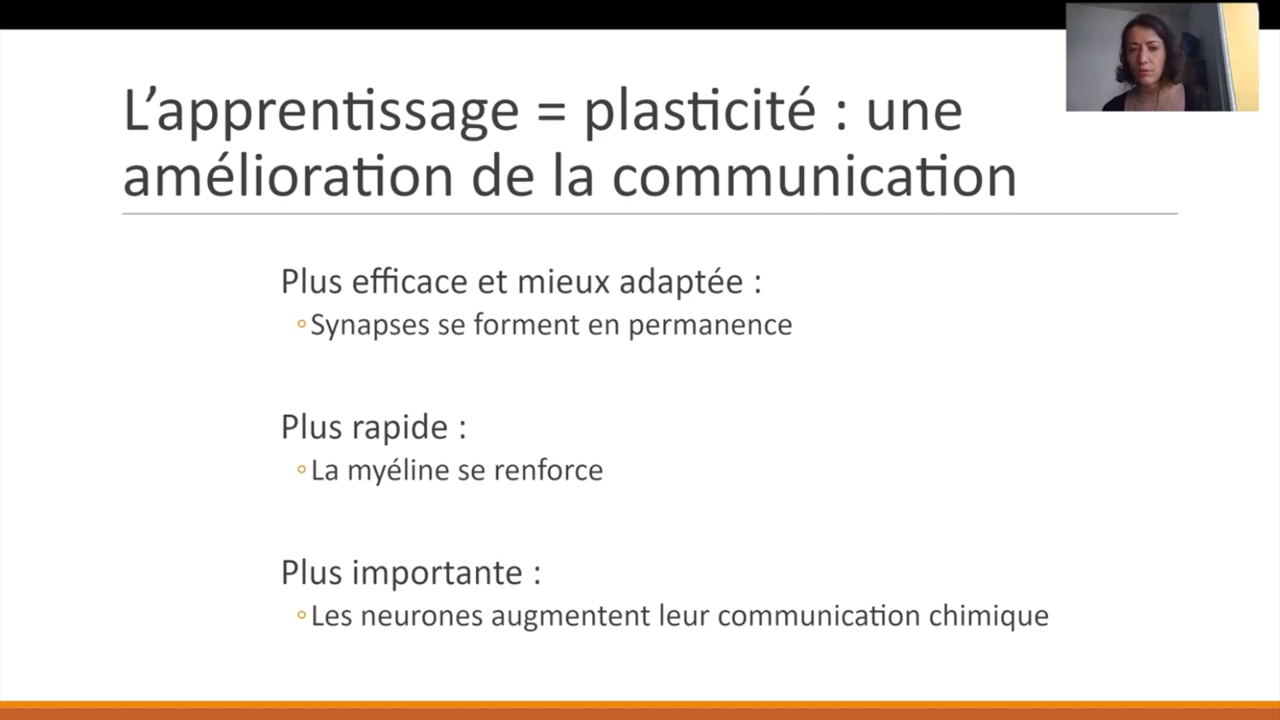 L’apprentissage = plasticité : une
amélioration de la communication
Plus efficace et mieux adaptée :
◦Synapses se forment en permanence
Plus rapide :
◦La myéline se renforce
Plus importante :
◦Les neurones augmentent leur communication chimique